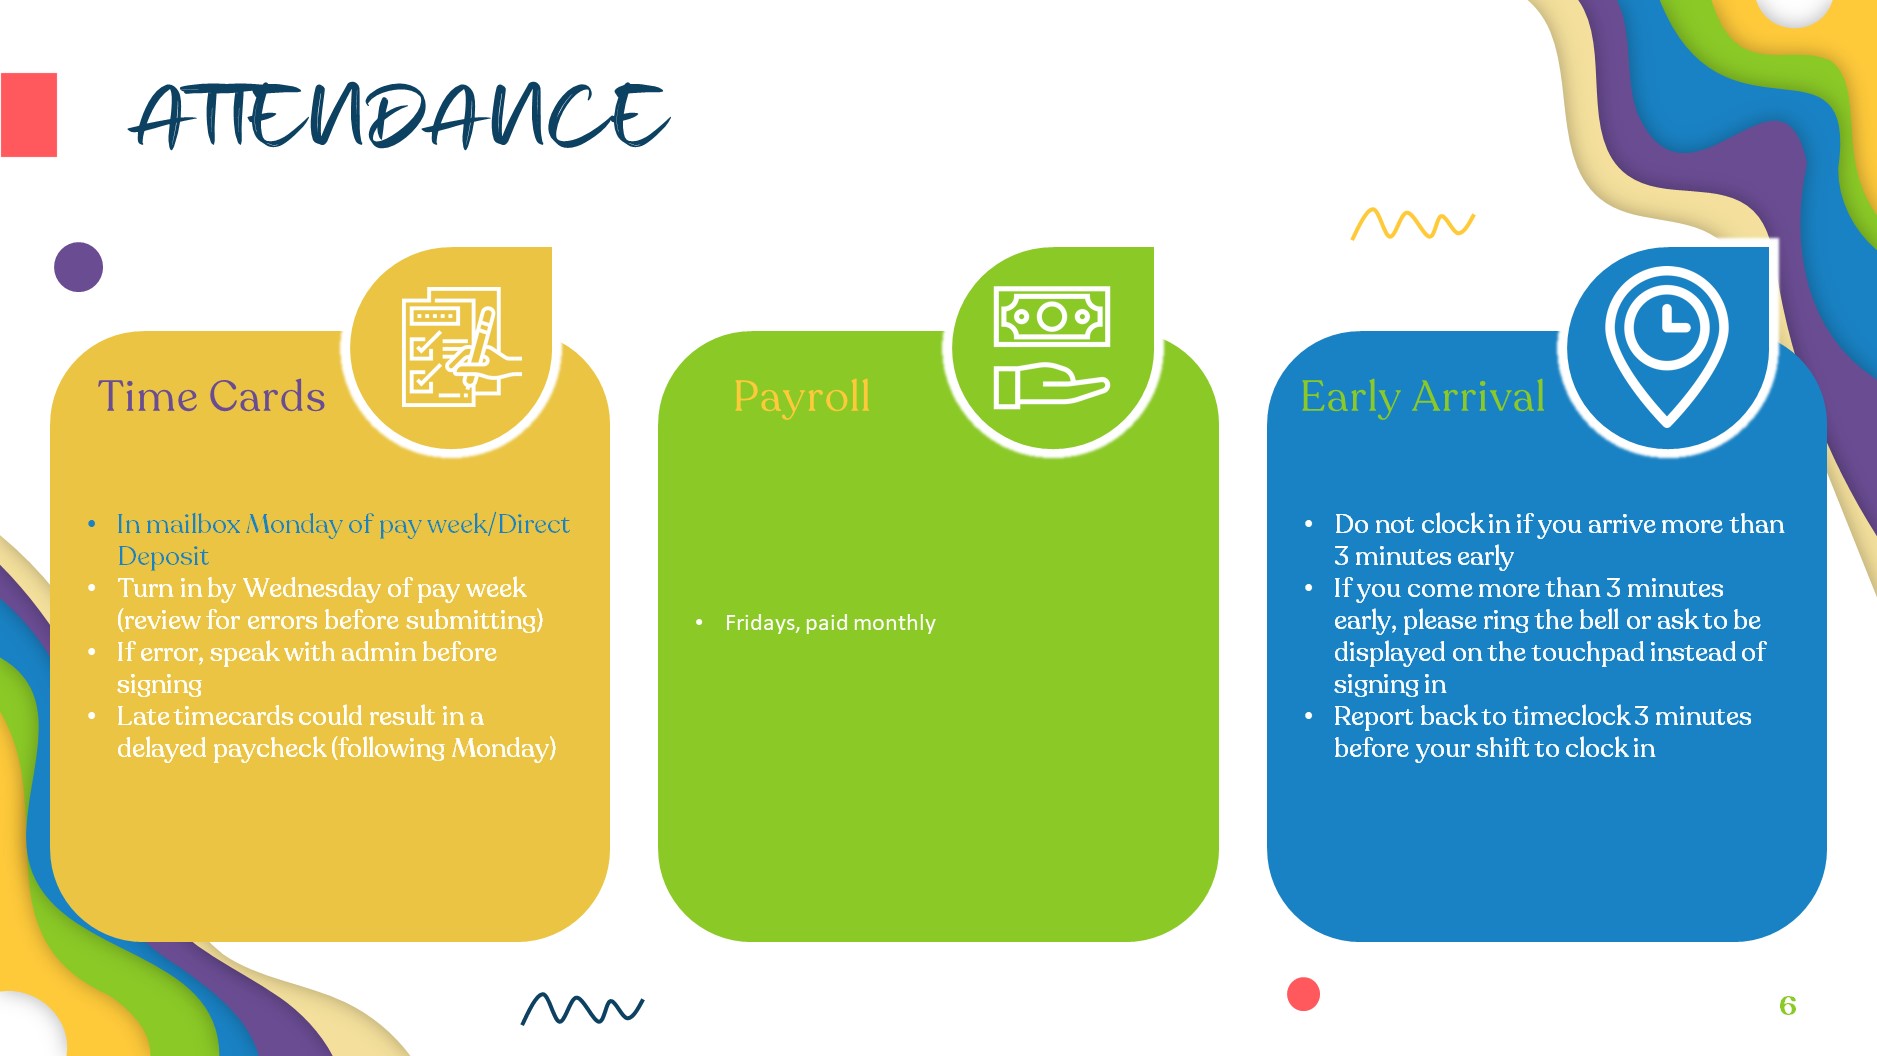 ATTENDANCE
Time Cards
• In mailbox Monday of pay week/Direct
Deposit
• Turn in by Wednesday of pay week
(review for errors before submitting)
• If error, speak with admin before
signing
• Late timecards could result in a
delayed paycheck (following Monday)
Payroll
• Fridays, paid monthly
Early Arrival
• Do not clock in if you arrive more than
3 minutes early
• If you come more than 3 minutes
early, please ring the bell or ask to be
displayed on the touchpad instead of
signing in
• Report back to timeclock 3 minutes
before your shift to clock in
6